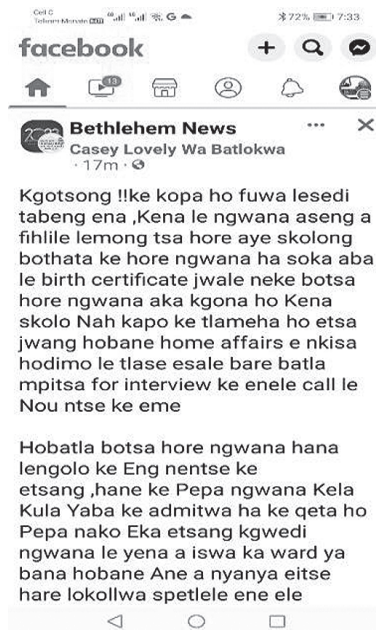 Cell C
72% 7:33
facebook
13
Bethlehem News
Casey Lovely Wa Batlokwa
· 17m ·
Kgotsong !!ke kopa ho fuwa lesedi
tabeng ena ,Kena le ngwana aseng a
fihlile lemong tsa hore aye skolong
bothata ke hore ngwana ha soka aba
le birth certificate jwale neke botsa
hore ngwana aka kgona ho Kena
skolo Nah kapo ke tlameha ho etsa
jwang hobane home affairs e nkisa
hodimo le tlase esale bare batla
mpitsa for interview ke enele call le
Nou ntse ke eme
Hobatla botsa hore ngwana hana
lengolo ke Eng nentse ke
etsang ,hane ke Pepa ngwana Kela
Kula Yaba ke admitwa ha ke qeta ho
Pepa nako Eka etsang kgwedi
ngwana le yena a iswa ka ward ya
bana hobane Ane a nyanya eitse
hare lokollwa spetlele ene ele